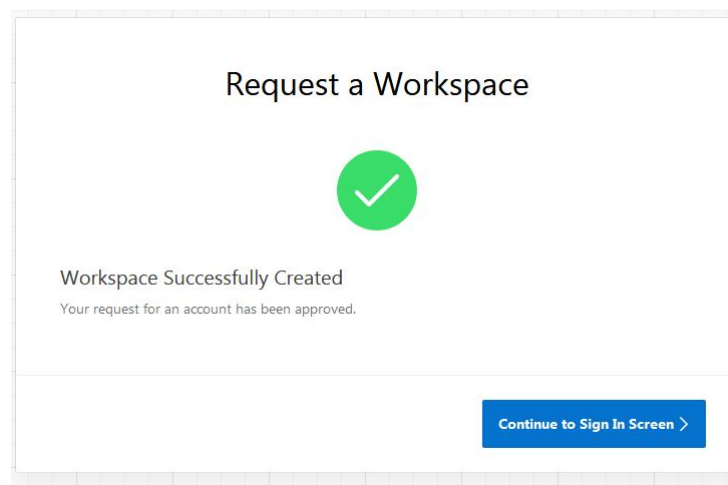 Request a Workspace
Workspace Successfully Created
Your request for an account has been approved.
Continue to Sign In Screen